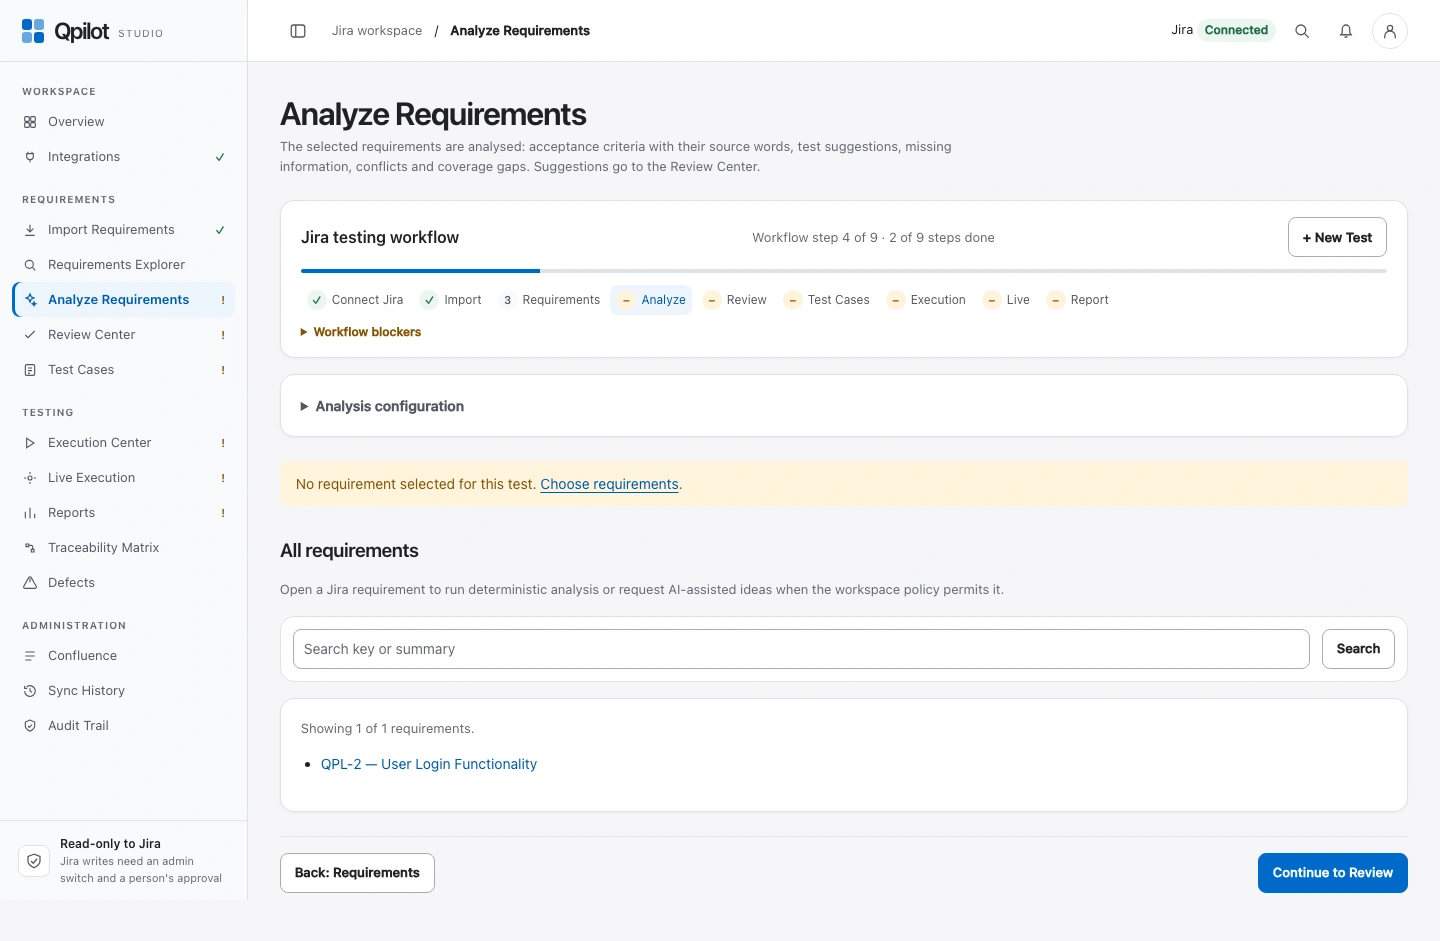 Qpilot STUDIO
WORKSPACE
Overview
Integrations
REQUIREMENTS
Import Requirements
Requirements Explorer
Analyze Requirements !
Review Center !
Test Cases !
TESTING
Execution Center !
Live Execution !
Reports !
Traceability Matrix
Defects
ADMINISTRATION
Confluence
Sync History
Audit Trail
Read-only to Jira
Jira writes need an admin
switch and a person's approval
Jira workspace / Analyze Requirements
Jira Connected
Analyze Requirements
The selected requirements are analysed: acceptance criteria with their source words, test suggestions, missing
information, conflicts and coverage gaps. Suggestions go to the Review Center.
Jira testing workflow
Workflow step 4 of 9 · 2 of 9 steps done
+ New Test
Connect Jira Import 3 Requirements – Analyze – Review – Test Cases – Execution – Live – Report
Workflow blockers
Analysis configuration
No requirement selected for this test. Choose requirements.
All requirements
Open a Jira requirement to run deterministic analysis or request AI-assisted ideas when the workspace policy permits it.
Search key or summary
Search
Showing 1 of 1 requirements.
• QPL-2 — User Login Functionality
Back: Requirements
Continue to Review